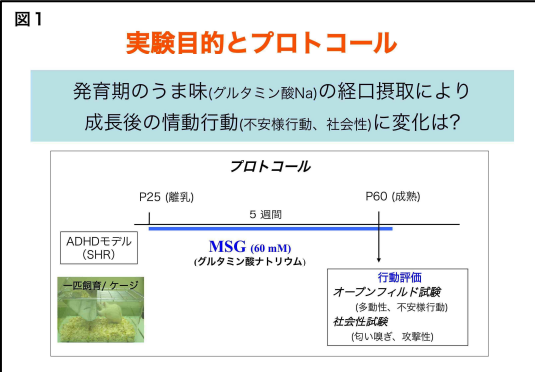 図1
実験目的とプロトコール
発育期のうま味(グルタミン酸Na)の経口摂取により
成長後の情動行動(不安様行動、社会性)に変化は?
プロトコール
P25 (離乳)
P60 (成熟)
5 週間
ADHDモデル
(SHR)
MSG (60 mM)
(グルタミン酸ナトリウム)
一匹飼育/ ケージ
行動評価
オープンフィルド試験
(多動性、不安様行動)
社会性試験
(匂い嗅ぎ、攻撃性)